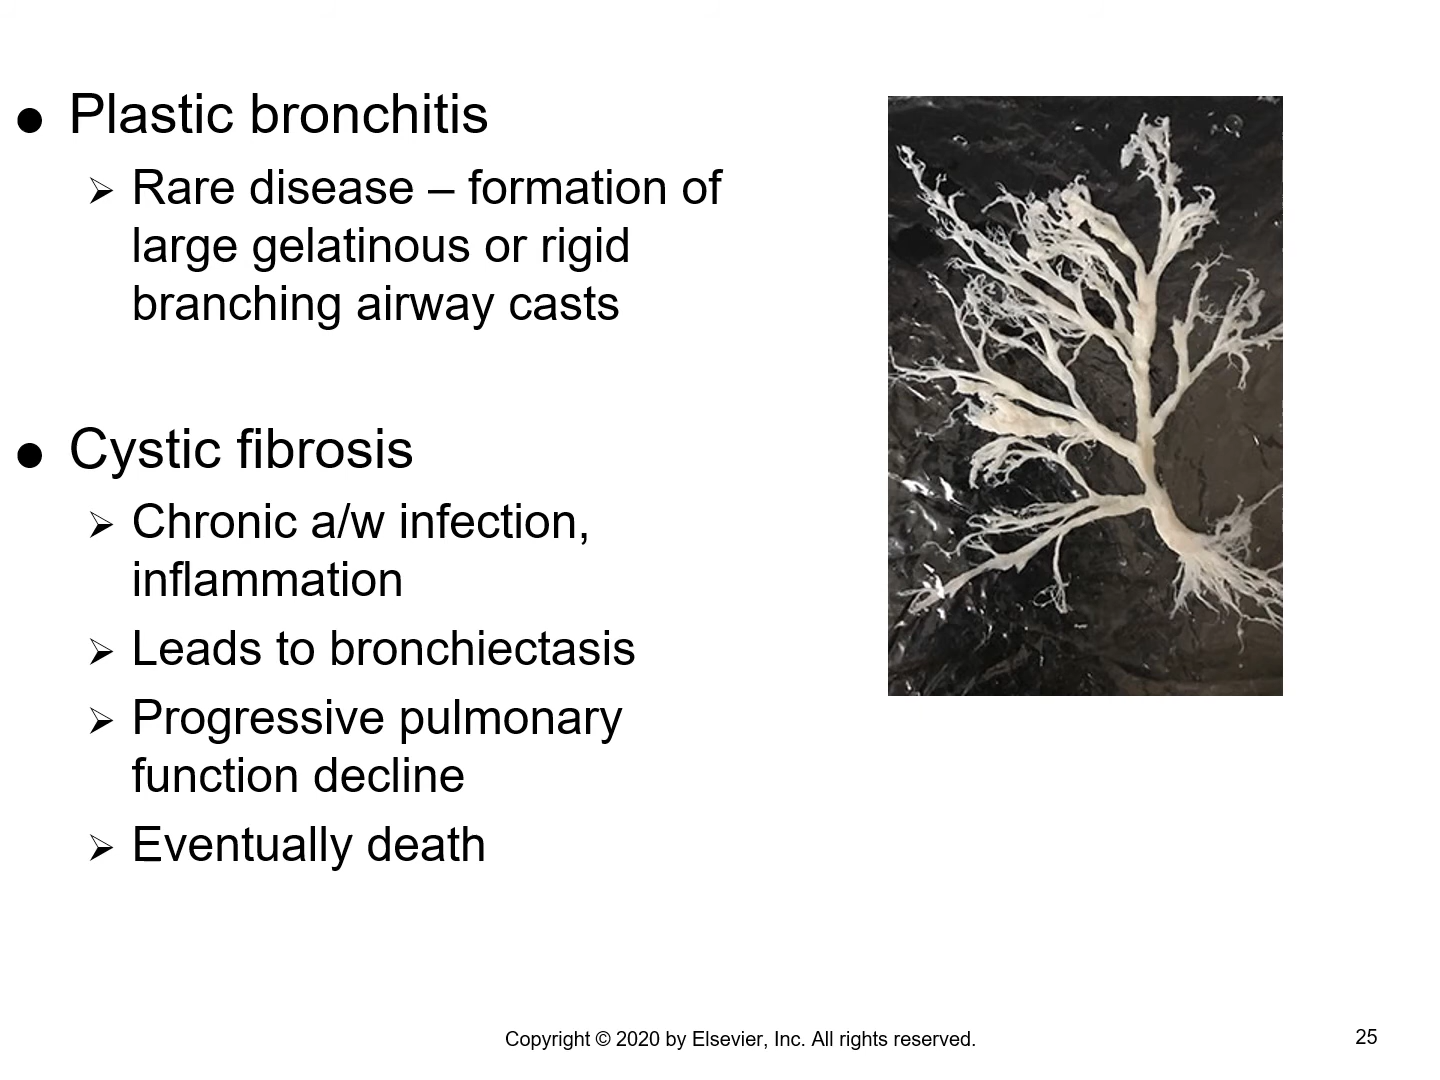 ● Plastic bronchitis
➢ Rare disease – formation of
large gelatinous or rigid
branching airway casts
● Cystic fibrosis
➢ Chronic a/w infection,
inflammation
➢ Leads to bronchiectasis
➢ Progressive pulmonary
function decline
➢ Eventually death
Copyright © 2020 by Elsevier, Inc. All rights reserved.
25